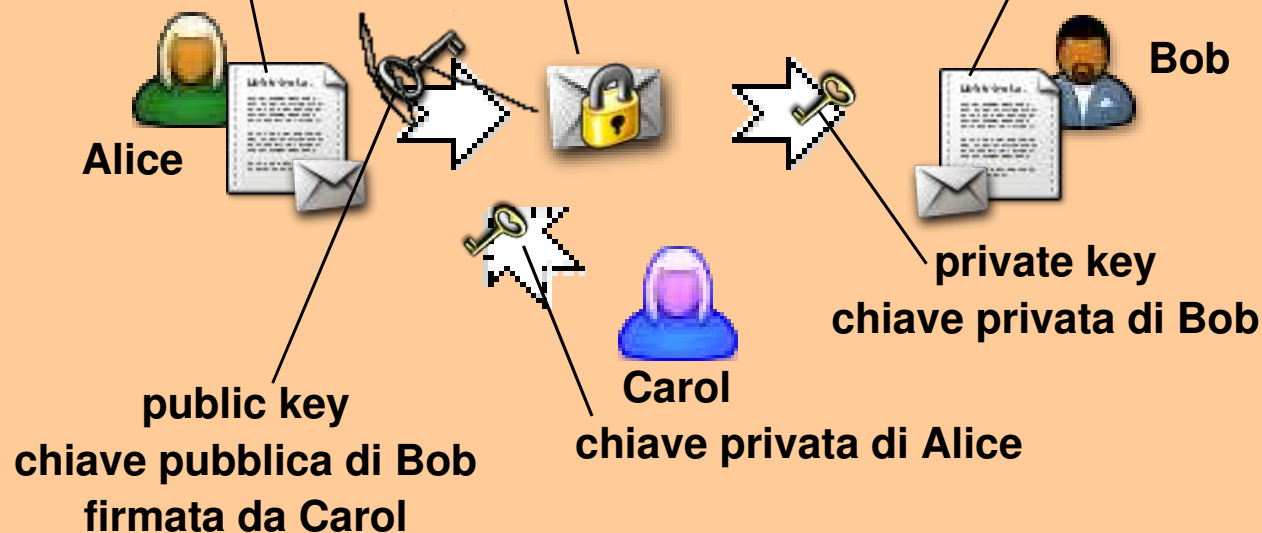 Bob
Alice
private key
chiave privata di Bob
Carol
chiave privata di Alice
public key
chiave pubblica di Bob
firmata da Carol